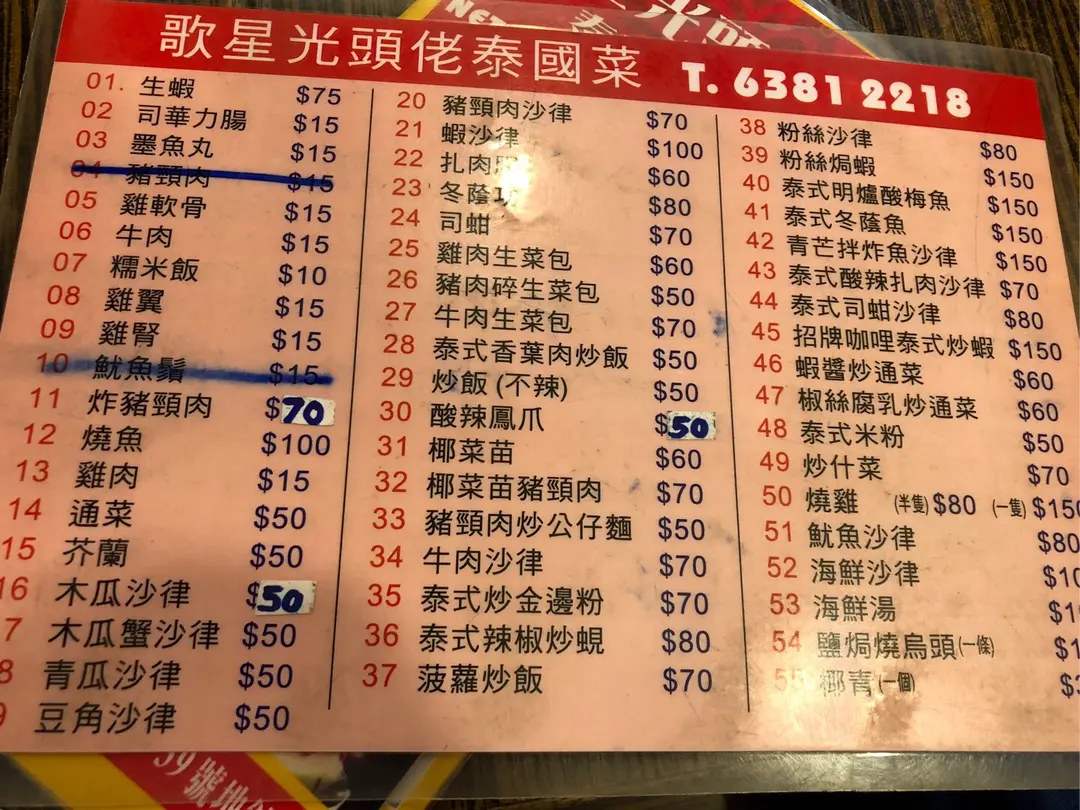 歌星光頭佬泰國菜 T. 6381 2218
01. 生蝦 $75
02 司華力腸 $15
03 墨魚丸 $15
04 豬頸肉 $15
05 雞軟骨 $15
06 牛肉 $15
07 糯米飯 $10
08 雞翼 $15
09 雞腎 $15
10 魷魚鬚 $15
11 炸豬頸肉 $70
12 燒魚 $100
13 雞肉 $15
14 通菜 $50
15 芥蘭 $50
16 木瓜沙律 $50
7 木瓜蟹沙律 $50
8 青瓜沙律 $50
9 豆角沙律 $50
20 豬頸肉沙律 $70
21 蝦沙律 $100
22 扎肉 $60
23 冬蔭功 $80
24 司蚶 $70
25 雞肉生菜包 $60
26 豬肉碎生菜包 $50
27 牛肉生菜包 $70
28 泰式香葉肉炒飯 $50
29 炒飯 (不辣) $50
30 酸辣鳳爪 $50
31 椰菜苗 $60
32 椰菜苗豬頸肉 $70
33 豬頸肉炒公仔麵 $50
34 牛肉沙律 $70
35 泰式炒金邊粉 $70
36 泰式辣椒炒蜆 $80
37 菠蘿炒飯 $70
38 粉絲沙律 $80
39 粉絲焗蝦 $150
40 泰式明爐酸梅魚 $150
41 泰式冬蔭魚 $150
42 青芒拌炸魚沙律 $150
43 泰式酸辣扎肉沙律 $70
44 泰式司蚶沙律 $80
45 招牌咖哩泰式炒蝦 $150
46 蝦醬炒通菜 $60
47 椒絲腐乳炒通菜 $60
48 泰式米粉 $50
49 炒什菜 $70
50 燒雞 (半隻) $80 (一隻) $150
51 魷魚沙律 $80
52 海鮮沙律 $10
53 海鮮湯 $1
54 鹽焗燒烏頭 (一條) $1
55 椰青 (一個) $
59號地